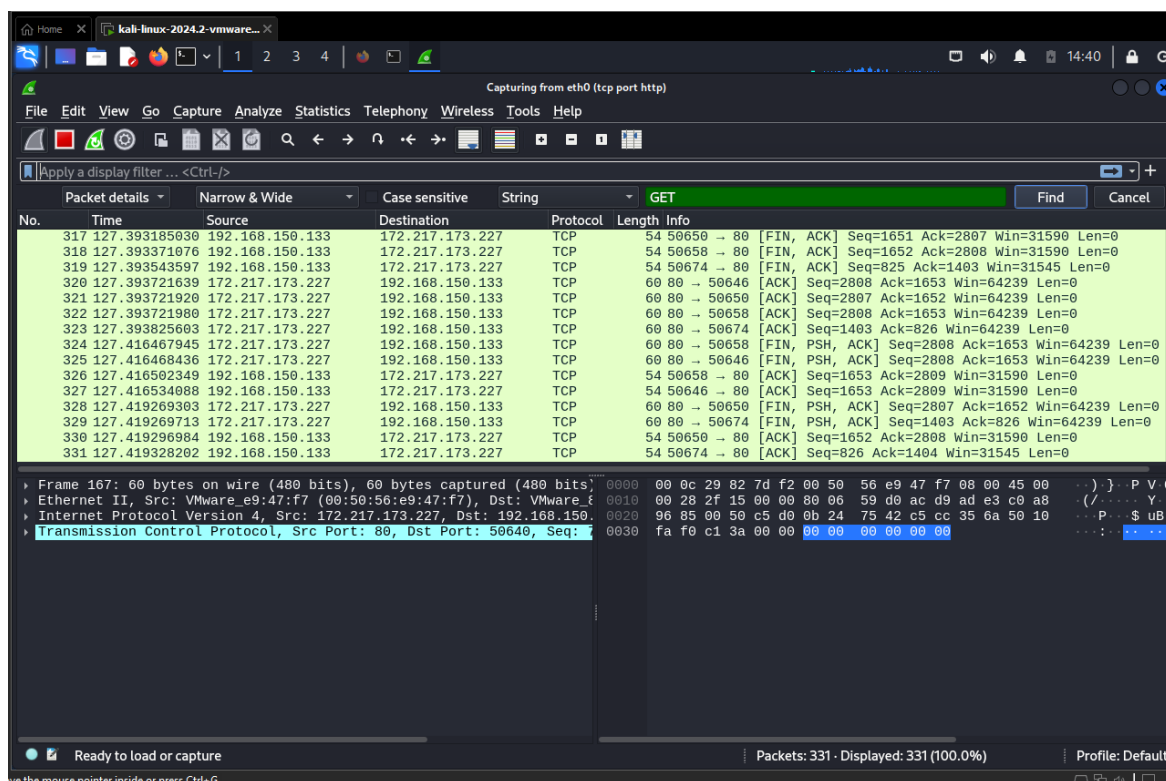 Home
kali-linux-2024.2-vmware...
1 2 3 4
14:40
Capturing from eth0 (tcp port http)
File Edit View Go Capture Analyze Statistics Telephony Wireless Tools Help
Apply a display filter ... <Ctrl-/>
Packet details Narrow & Wide Case sensitive String GET Find Cancel
No. Time Source Destination Protocol Length Info
317 127.393185030 192.168.150.133 172.217.173.227 TCP 54 50650 → 80 [FIN, ACK] Seq=1651 Ack=2807 Win=31590 Len=0
318 127.393371076 192.168.150.133 172.217.173.227 TCP 54 50658 → 80 [FIN, ACK] Seq=1652 Ack=2808 Win=31590 Len=0
319 127.393543597 192.168.150.133 172.217.173.227 TCP 54 50674 → 80 [FIN, ACK] Seq=825 Ack=1403 Win=31545 Len=0
320 127.393721639 172.217.173.227 192.168.150.133 TCP 60 80 → 50646 [ACK] Seq=2808 Ack=1653 Win=64239 Len=0
321 127.393721920 172.217.173.227 192.168.150.133 TCP 60 80 → 50650 [ACK] Seq=2807 Ack=1652 Win=64239 Len=0
322 127.393721980 172.217.173.227 192.168.150.133 TCP 60 80 → 50658 [ACK] Seq=2808 Ack=1653 Win=64239 Len=0
323 127.393825603 172.217.173.227 192.168.150.133 TCP 60 80 → 50674 [ACK] Seq=1403 Ack=826 Win=64239 Len=0
324 127.416467945 172.217.173.227 192.168.150.133 TCP 60 80 → 50658 [FIN, PSH, ACK] Seq=2808 Ack=1653 Win=64239 Len=0
325 127.416468436 172.217.173.227 192.168.150.133 TCP 60 80 → 50646 [FIN, PSH, ACK] Seq=2808 Ack=1653 Win=64239 Len=0
326 127.416502349 192.168.150.133 172.217.173.227 TCP 54 50658 → 80 [ACK] Seq=1653 Ack=2809 Win=31590 Len=0
327 127.416534088 192.168.150.133 172.217.173.227 TCP 54 50646 → 80 [ACK] Seq=1653 Ack=2809 Win=31590 Len=0
328 127.419269303 172.217.173.227 192.168.150.133 TCP 60 80 → 50650 [FIN, PSH, ACK] Seq=2807 Ack=1652 Win=64239 Len=0
329 127.419269713 172.217.173.227 192.168.150.133 TCP 60 80 → 50674 [FIN, PSH, ACK] Seq=1403 Ack=826 Win=64239 Len=0
330 127.419296984 192.168.150.133 172.217.173.227 TCP 54 50650 → 80 [ACK] Seq=1652 Ack=2808 Win=31590 Len=0
331 127.419328202 192.168.150.133 172.217.173.227 TCP 54 50674 → 80 [ACK] Seq=826 Ack=1404 Win=31545 Len=0
Frame 167: 60 bytes on wire (480 bits), 60 bytes captured (480 bits) 0000 00 0c 29 82 7d f2 00 50 56 e9 47 f7 08 00 45 00 ··)·}··P
Ethernet II, Src: VMware_e9:47:f7 (00:50:56:e9:47:f7), Dst: VMware_8 0010 00 28 2f 15 00 00 80 06 59 d0 ac d9 ad e3 c0 a8 ·(/·····
Internet Protocol Version 4, Src: 172.217.173.227, Dst: 192.168.150. 0020 96 85 00 50 c5 d0 0b 24 75 42 c5 cc 35 6a 50 10 ···P···$ uB
Transmission Control Protocol, Src Port: 80, Dst Port: 50640, Seq: 0030 fa f0 c1 3a 00 00 00 00 00 00 00 00 ···:····
Ready to load or capture
Packets: 331 · Displayed: 331 (100.0%)
Profile: Default
the mouse pointer inside or press Ctrl+G